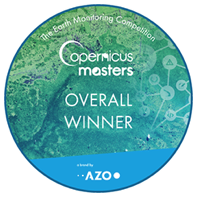 The Earth Monitoring Competition
Copernicus
masters
OVERALL
WINNER
AZO